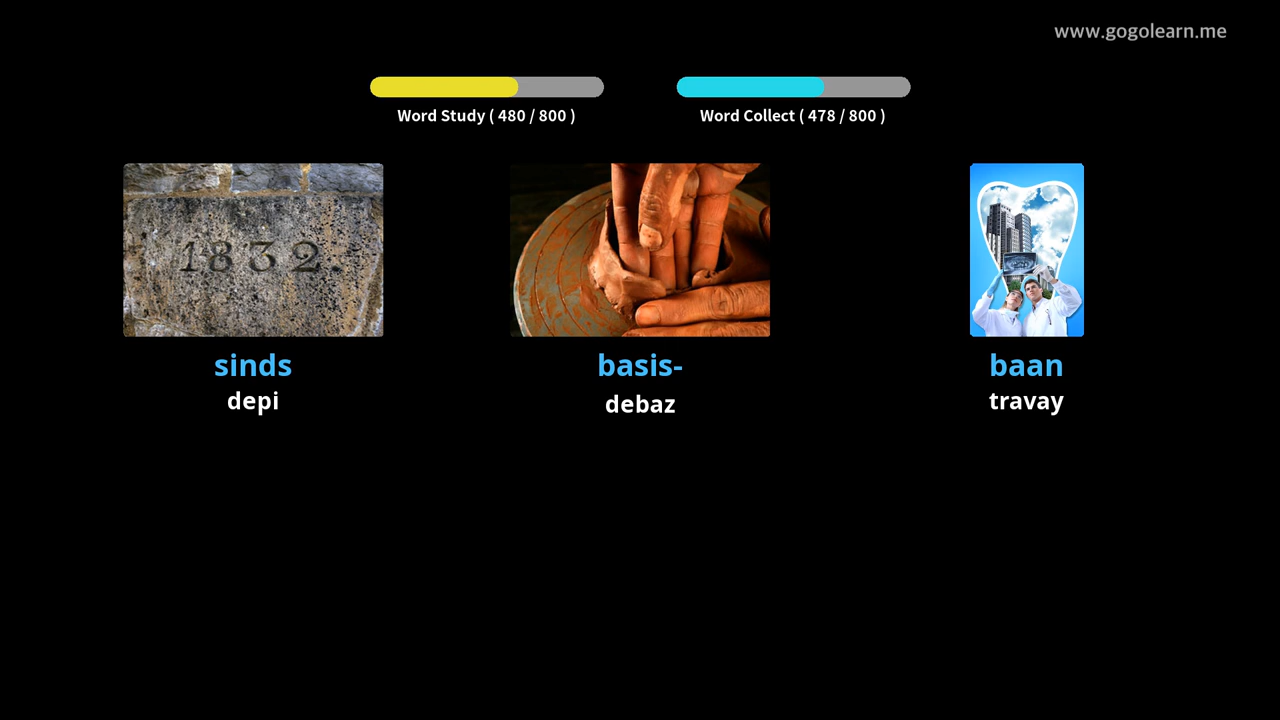 www.gogolearn.me
Word Study ( 480 / 800 )
Word Collect ( 478 / 800 )
1832.
sinds
depi
basis-
debaz
baan
travay